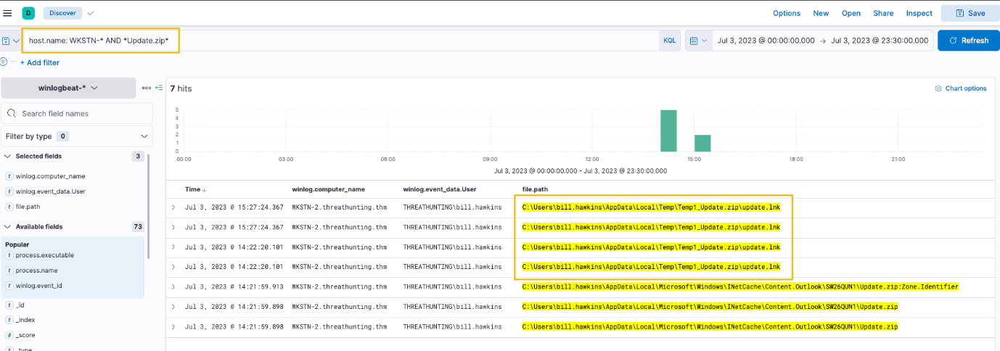 D Discover Options New Open Share Inspect Save
host.name: WKSTN-* AND *Update.zip* KQL Jul 3, 2023 @ 00:00:00.000 → Jul 3, 2023 @ 23:30:00.000 Refresh
+ Add filter
winlogbeat-*
Search field names
Filter by type 0
Selected fields 3
t winlog.computer_name
t winlog.event_data.User
t file.path
Available fields 73
Popular
t process.executable
t process.name
t winlog.event_id
t _id
t _index
# _score
t _type
7 hits Chart options
5
4
3
2
1
0
00:00 03:00 06:00 09:00 12:00 15:00 18:00 21:00
Jul 3, 2023 @ 00:00:00.000 - Jul 3, 2023 @ 23:30:00.000
Time ↓ winlog.computer_name winlog.event_data.User file.path
Jul 3, 2023 @ 15:27:24.367 WKSTN-2.threathunting.thm THREATHUNTING\bill.hawkins C:\Users\bill.hawkins\AppData\Local\Temp\Temp1_Update.zip\update.lnk
Jul 3, 2023 @ 15:27:24.367 WKSTN-2.threathunting.thm THREATHUNTING\bill.hawkins C:\Users\bill.hawkins\AppData\Local\Temp\Temp1_Update.zip\update.lnk
Jul 3, 2023 @ 14:22:20.101 WKSTN-2.threathunting.thm THREATHUNTING\bill.hawkins C:\Users\bill.hawkins\AppData\Local\Temp\Temp1_Update.zip\update.lnk
Jul 3, 2023 @ 14:22:20.101 WKSTN-2.threathunting.thm THREATHUNTING\bill.hawkins C:\Users\bill.hawkins\AppData\Local\Temp\Temp1_Update.zip\update.lnk
Jul 3, 2023 @ 14:21:59.913 WKSTN-2.threathunting.thm THREATHUNTING\bill.hawkins C:\Users\bill.hawkins\AppData\Local\Microsoft\Windows\INetCache\Content.Outlook\SW26QUN1\Update.zip:Zone.Identifier
Jul 3, 2023 @ 14:21:59.898 WKSTN-2.threathunting.thm THREATHUNTING\bill.hawkins C:\Users\bill.hawkins\AppData\Local\Microsoft\Windows\INetCache\Content.Outlook\SW26QUN1\Update.zip
Jul 3, 2023 @ 14:21:59.898 WKSTN-2.threathunting.thm THREATHUNTING\bill.hawkins C:\Users\bill.hawkins\AppData\Local\Microsoft\Windows\INetCache\Content.Outlook\SW26QUN1\Update.zip